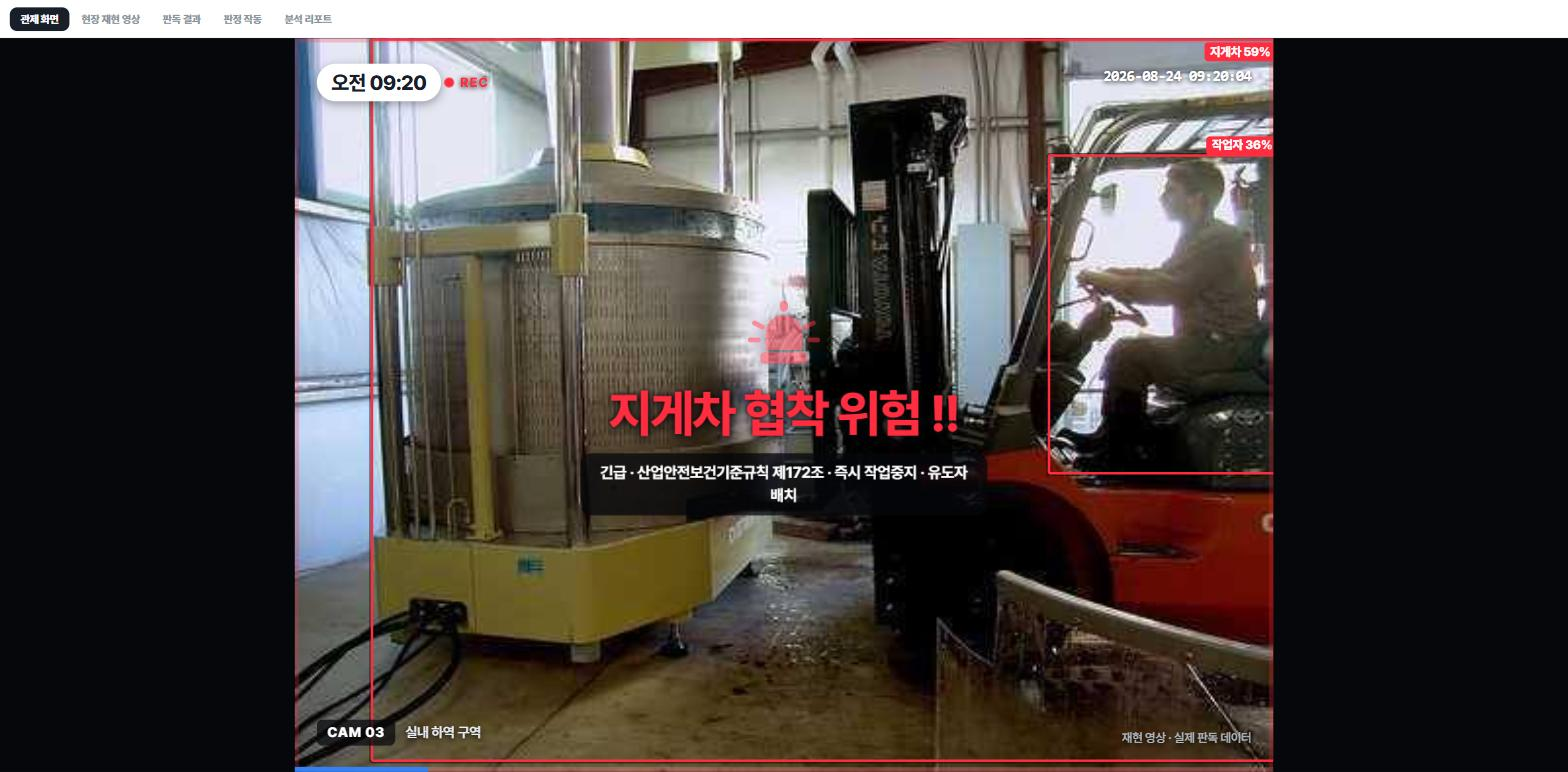 관제 화면 현장 재현 영상 판독 결과 판정 작동 분석 리포트
지게차 59%
오전 09:20 REC
2026-08-24 09:20:04
작업자 36%
지게차 협착 위험 !!
긴급 · 산업안전보건기준규칙 제172조 · 즉시 작업중지 · 유도자
배치
CAM 03 실내 하역 구역
재현 영상 · 실제 판독 데이터